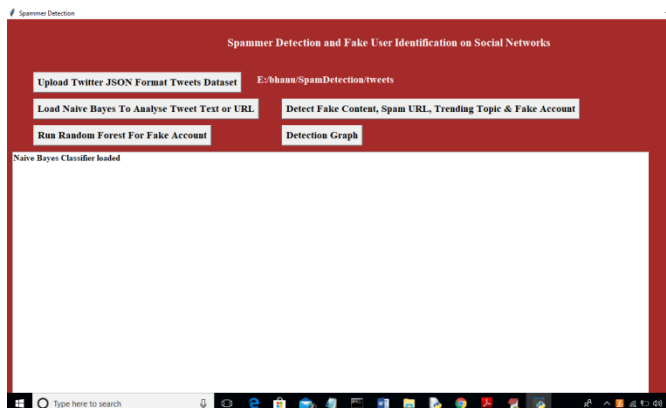 Spammer Detection
Spammer Detection and Fake User Identification on Social Networks
Upload Twitter JSON Format Tweets Dataset
E:/bhanu/SpamDetection/tweets
Load Naive Bayes To Analyse Tweet Text or URL
Detect Fake Content, Spam URL, Trending Topic & Fake Account
Run Random Forest For Fake Account
Detection Graph
Naive Bayes Classifier loaded
Type here to search